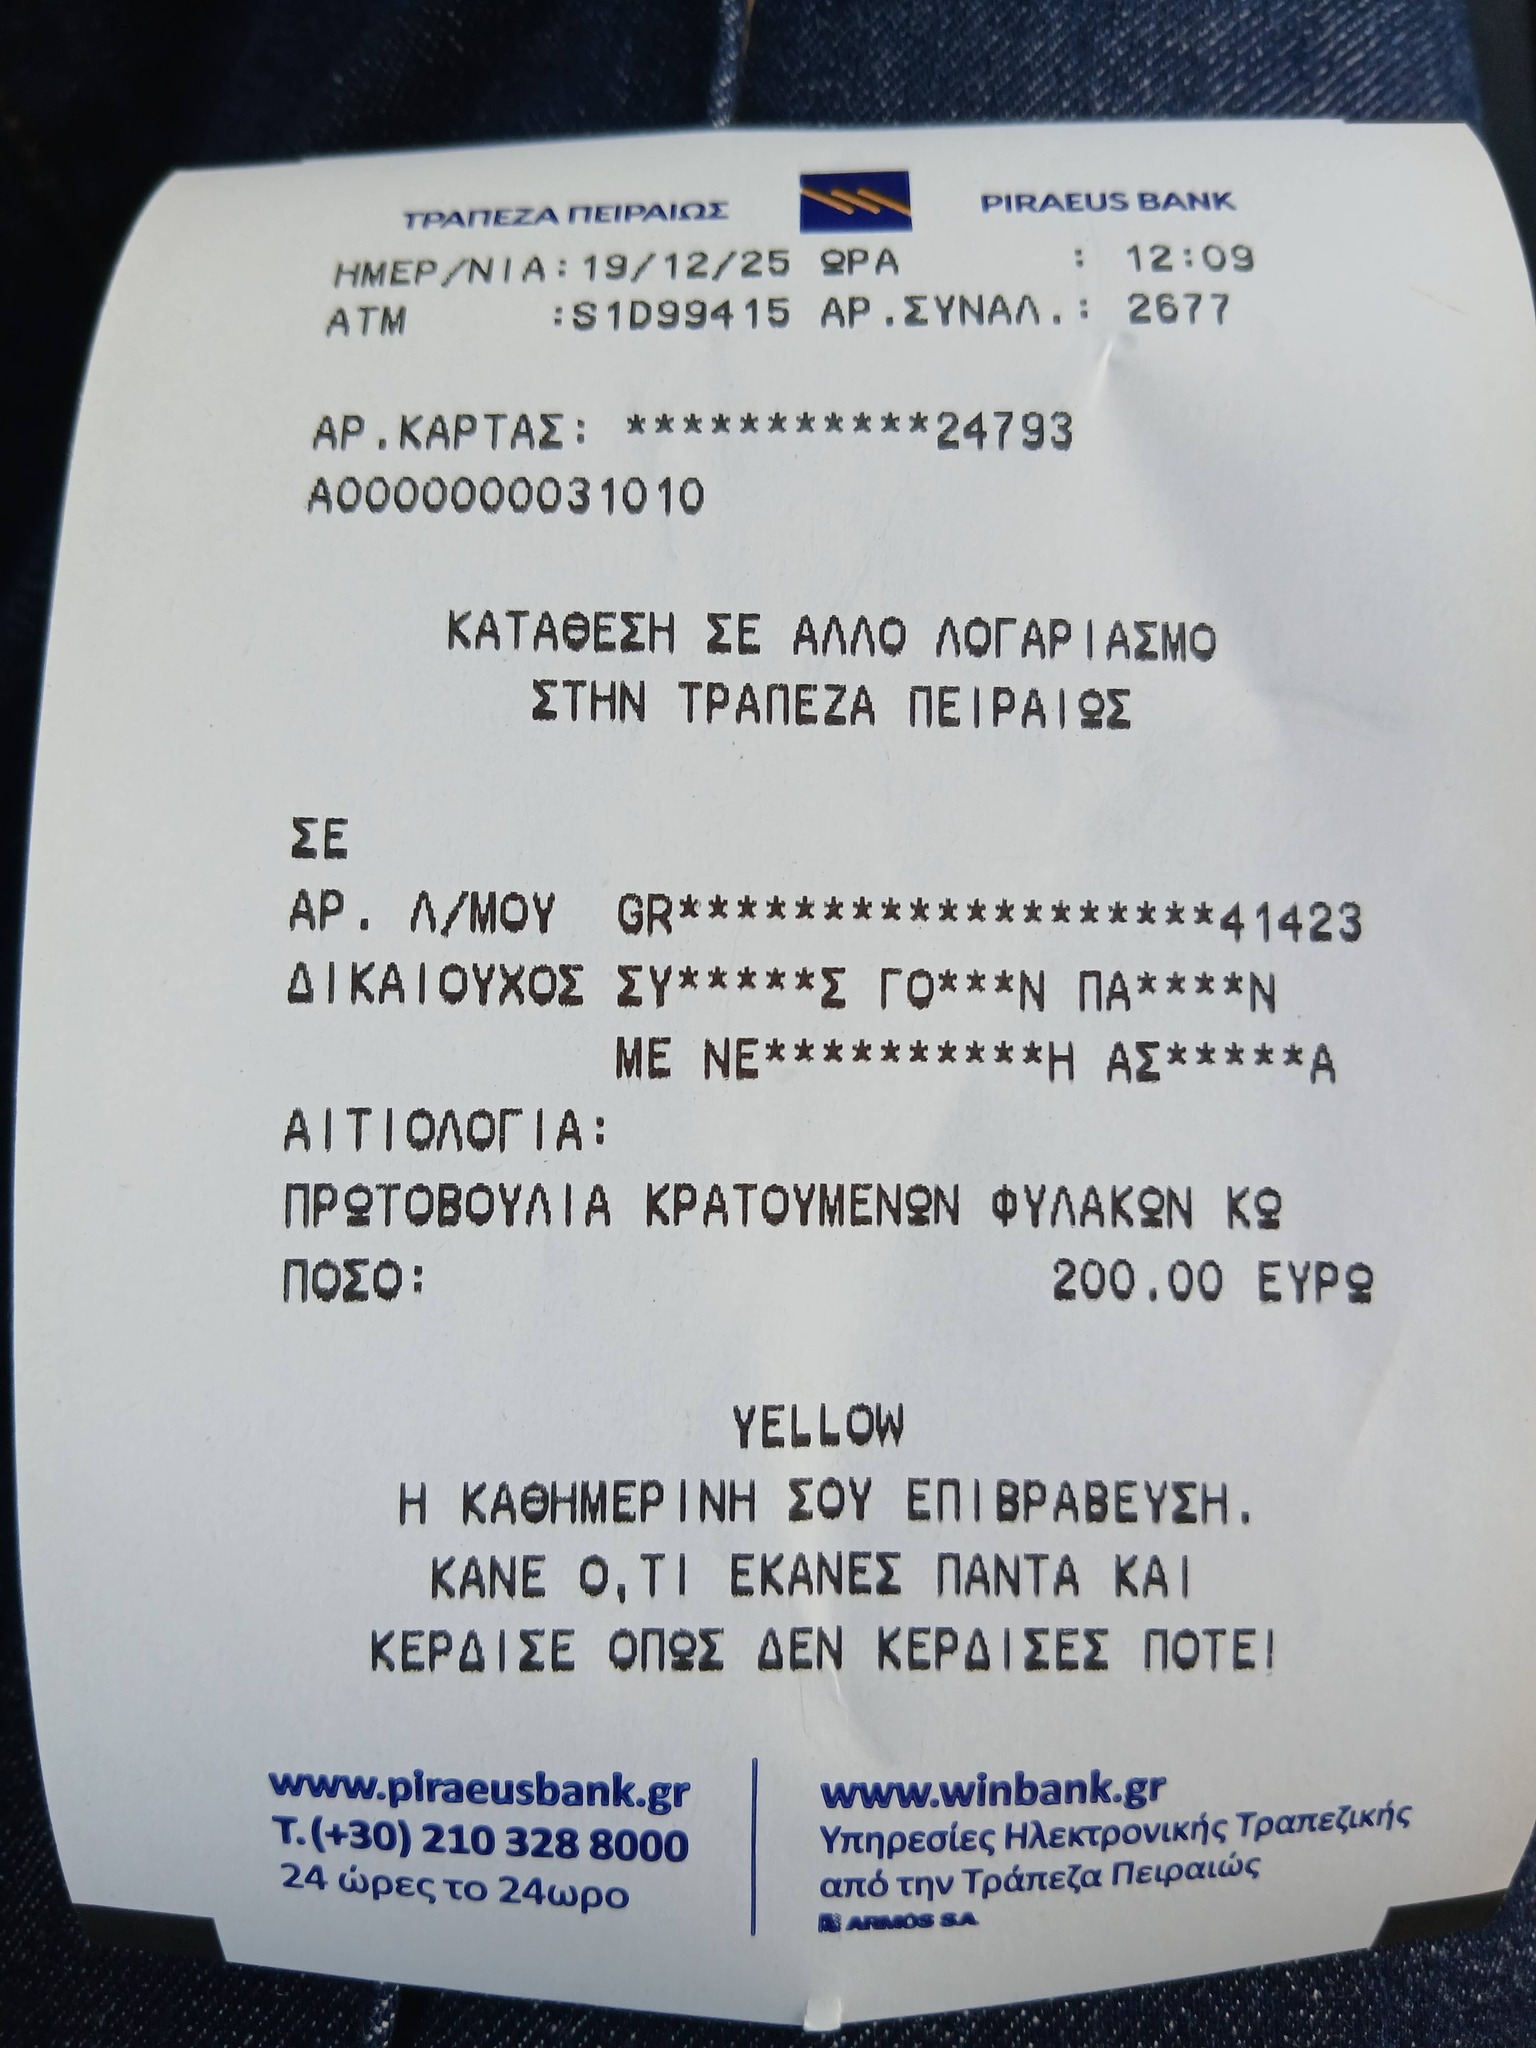 ΤΡΑΠΕΖΑ ΠΕΙΡΑΙΩΣ PIRAEUS BANK
ΗΜΕΡ/ΝΙΑ:19/12/25 ΩΡΑ : 12:09
ATM :S1D99415 ΑΡ.ΣΥΝΑΛ.: 2677
ΑΡ.ΚΑΡΤΑΣ: ***********24793
A0000000031010
ΚΑΤΑΘΕΣΗ ΣΕ ΑΛΛΟ ΛΟΓΑΡΙΑΣΜΟ
ΣΤΗΝ ΤΡΑΠΕΖΑ ΠΕΙΡΑΙΩΣ
ΣΕ
ΑΡ. Λ/ΜΟΥ GR*******************41423
ΔΙΚΑΙΟΥΧΟΣ ΣΥ*****Σ ΓΟ***Ν ΠΑ****Ν
ΜΕ ΝΕ**********Η ΑΣ*****Α
ΑΙΤΙΟΛΟΓΙΑ:
ΠΡΩΤΟΒΟΥΛΙΑ ΚΡΑΤΟΥΜΕΝΩΝ ΦΥΛΑΚΩΝ ΚΩ
ΠΟΣΟ: 200.00 ΕΥΡΩ
YELLOW
Η ΚΑΘΗΜΕΡΙΝΗ ΣΟΥ ΕΠΙΒΡΑΒΕΥΣΗ.
ΚΑΝΕ Ο,ΤΙ ΕΚΑΝΕΣ ΠΑΝΤΑ ΚΑΙ
ΚΕΡΔΙΣΕ ΟΠΩΣ ΔΕΝ ΚΕΡΔΙΣΕΣ ΠΟΤΕ!
www.piraeusbank.gr
T.(+30) 210 328 8000
24 ώρες το 24ωρο
www.winbank.gr
Υπηρεσίες Ηλεκτρονικής Τραπεζικής
από την Τράπεζα Πειραιώς
ARMOS S.A.